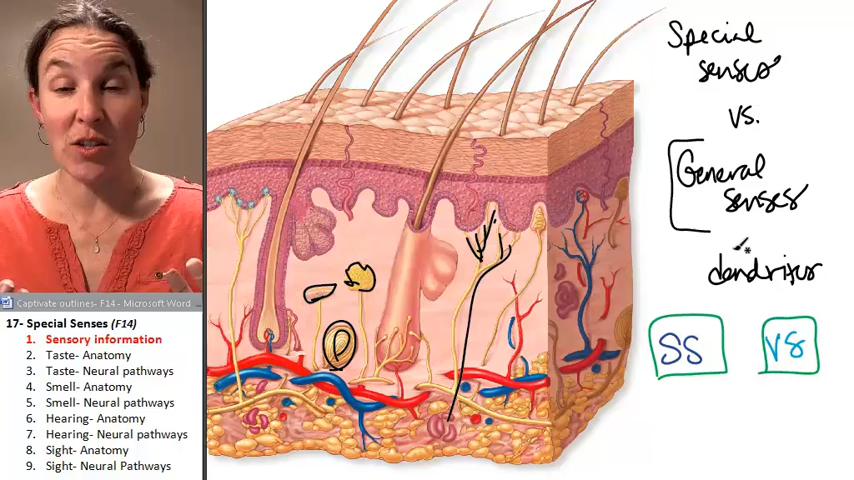 Special
senses
vs.
General
senses
dendrites
SS
VS
Captivate outlines- F14 - Microsoft Word
17- Special Senses (F14)
1. Sensory information
2. Taste- Anatomy
3. Taste- Neural pathways
4. Smell- Anatomy
5. Smell- Neural pathways
6. Hearing- Anatomy
7. Hearing- Neural pathways
8. Sight- Anatomy
9. Sight- Neural Pathways